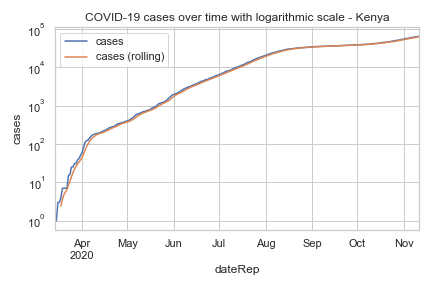 COVID-19 cases over time with logarithmic scale - Kenya
cases
cases (rolling)
10^5
10^4
10^3
10^2
10^1
10^0
cases
Apr May Jun Jul Aug Sep Oct Nov
2020
dateRep